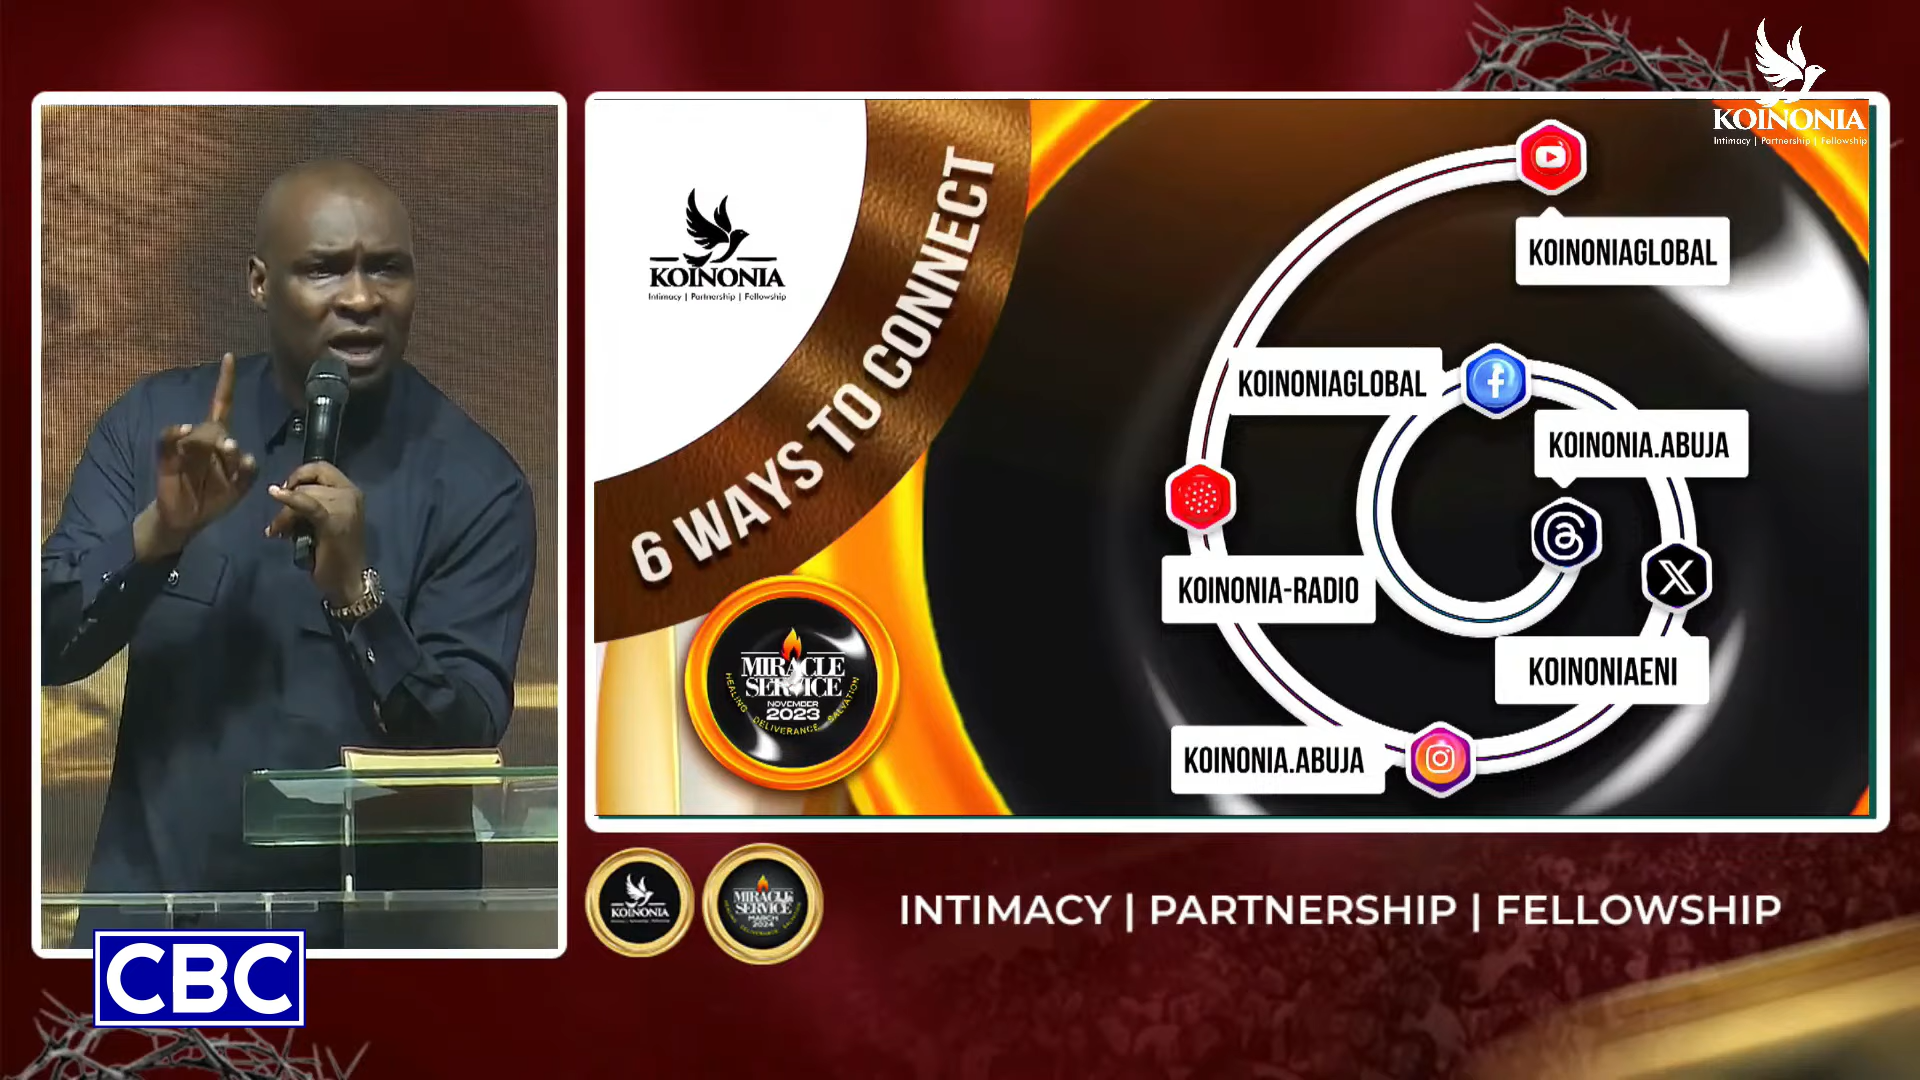 KOINONIA
Intimacy | Partnership | Fellowship
KOINONIA
Intimacy | Partnership | Fellowship
6 WAYS TO CONNECT
KOINONIAGLOBAL
KOINONIAGLOBAL
KOINONIA.ABUJA
KOINONIA-RADIO
KOINONIAENI
KOINONIA.ABUJA
MIRACLE
SERVICE
NOVEMBER
2023
HEALING DELIVERANCE SALVATION
KOINONIA
MIRACLE
SERVICE
MARCH
2024
INTIMACY | PARTNERSHIP | FELLOWSHIP
CBC